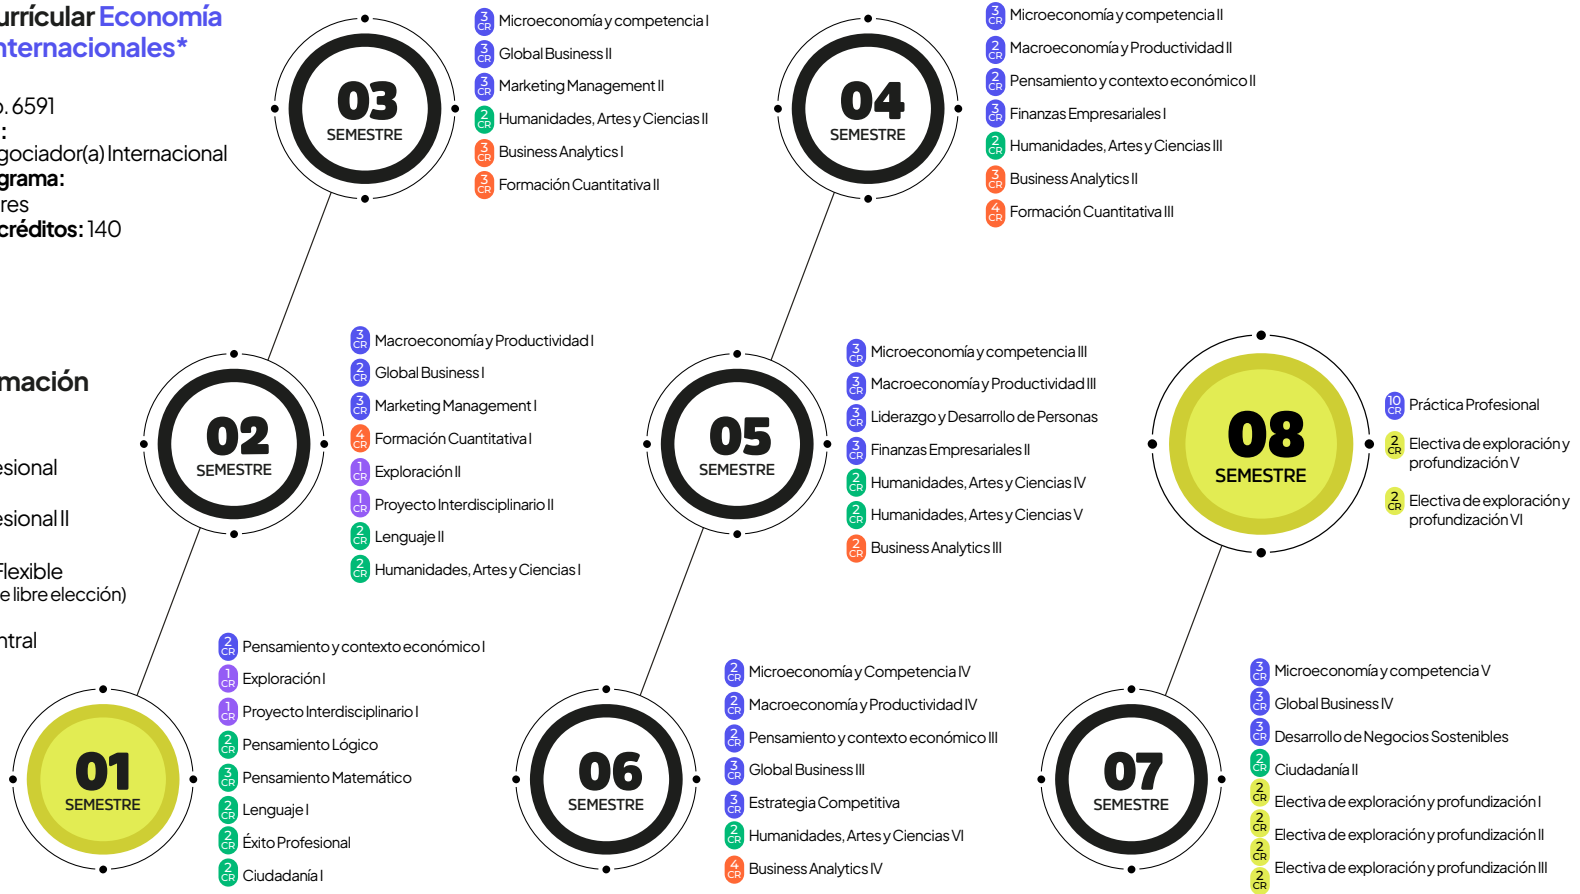 urrícular Economía
nternacionales*
o. 6591
:
gociador(a) Internacional
grama:
res
créditos: 140
mación
esional
esional II
Flexible
e libre elección)
ntral
03
SEMESTRE
3 CR Microeconomía y competencia I
3 CR Global Business II
3 CR Marketing Management II
2 CR Humanidades, Artes y Ciencias II
3 CR Business Analytics I
3 CR Formación Cuantitativa II
04
SEMESTRE
3 CR Microeconomía y competencia II
2 CR Macroeconomía y Productividad II
2 CR Pensamiento y contexto económico II
3 CR Finanzas Empresariales I
2 CR Humanidades, Artes y Ciencias III
3 CR Business Analytics II
4 CR Formación Cuantitativa III
02
SEMESTRE
3 CR Macroeconomía y Productividad I
2 CR Global Business I
3 CR Marketing Management I
4 CR Formación Cuantitativa I
1 CR Exploración II
1 CR Proyecto Interdisciplinario II
2 CR Lenguaje II
2 CR Humanidades, Artes y Ciencias I
05
SEMESTRE
3 CR Microeconomía y competencia III
3 CR Macroeconomía y Productividad III
3 CR Liderazgo y Desarrollo de Personas
3 CR Finanzas Empresariales II
2 CR Humanidades, Artes y Ciencias IV
2 CR Humanidades, Artes y Ciencias V
2 CR Business Analytics III
08
SEMESTRE
10 CR Práctica Profesional
2 CR Electiva de exploración y
profundización V
2 CR Electiva de exploración y
profundización VI
01
SEMESTRE
2 CR Pensamiento y contexto económico I
1 CR Exploración I
1 CR Proyecto Interdisciplinario I
2 CR Pensamiento Lógico
3 CR Pensamiento Matemático
2 CR Lenguaje I
2 CR Éxito Profesional
2 CR Ciudadanía I
06
SEMESTRE
2 CR Microeconomía y Competencia IV
2 CR Macroeconomía y Productividad IV
2 CR Pensamiento y contexto económico III
3 CR Global Business III
3 CR Estrategia Competitiva
2 CR Humanidades, Artes y Ciencias VI
4 CR Business Analytics IV
07
SEMESTRE
3 CR Microeconomía y competencia V
3 CR Global Business IV
3 CR Desarrollo de Negocios Sostenibles
2 CR Ciudadanía II
2 CR Electiva de exploración y profundización I
2 CR Electiva de exploración y profundización II
2 CR Electiva de exploración y profundización III
2 CR